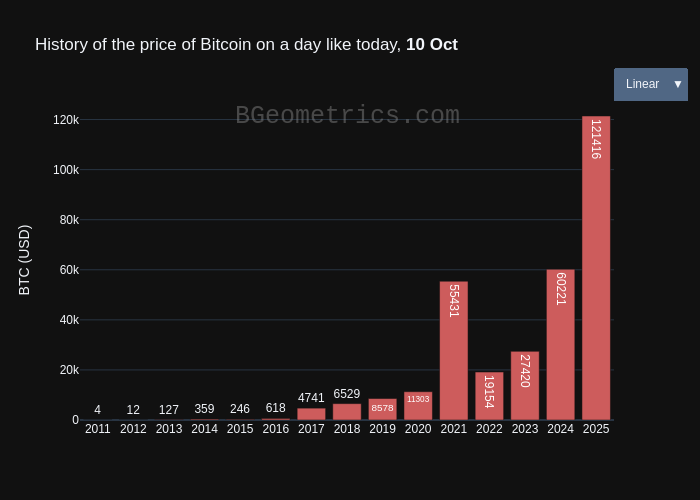 History of the price of Bitcoin on a day like today, 10 Oct
Linear ▼
BGeometrics.com
BTC (USD)
120k
100k
80k
60k
40k
20k
0
4
12
127
359
246
618
4741
6529
8578
11303
55431
19154
27420
60221
121416
2011 2012 2013 2014 2015 2016 2017 2018 2019 2020 2021 2022 2023 2024 2025